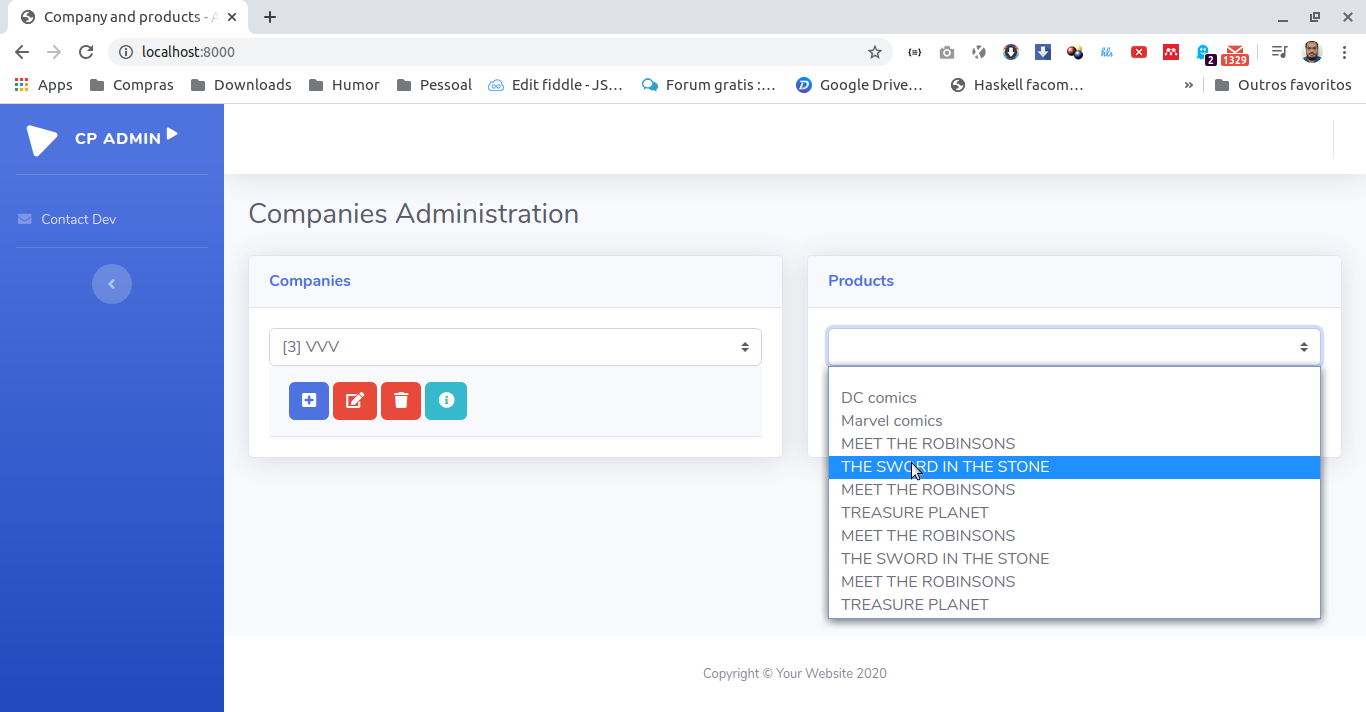 Company and products - A
localhost:8000
2
1329
Apps
Compras
Downloads
Humor
Pessoal
Edit fiddle - JS...
Forum gratis :...
Google Drive...
Haskell facom...
»
Outros favoritos
CP ADMIN
Contact Dev
Companies Administration
Companies
[3] VVV
Products
DC comics
Marvel comics
MEET THE ROBINSONS
THE SWORD IN THE STONE
MEET THE ROBINSONS
TREASURE PLANET
MEET THE ROBINSONS
THE SWORD IN THE STONE
MEET THE ROBINSONS
TREASURE PLANET
Copyright © Your Website 2020